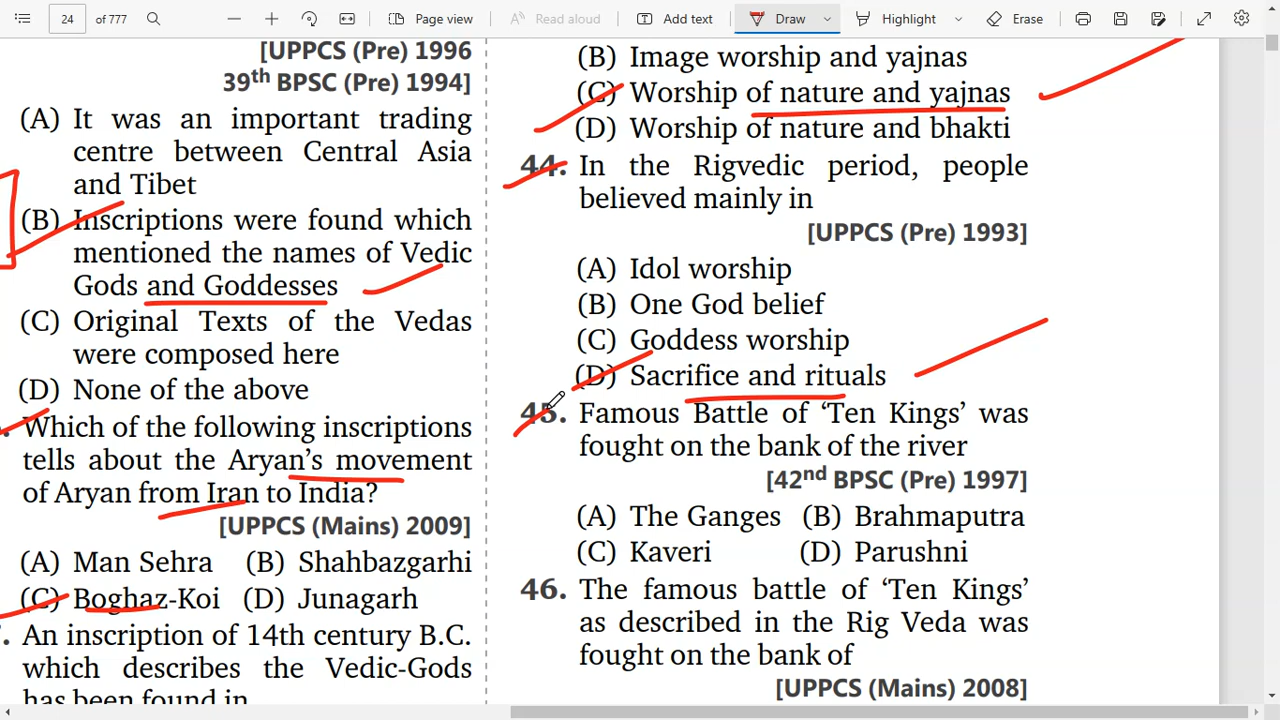 24 of 777 Page view Read aloud Add text Draw Highlight Erase
[UPPCS (Pre) 1996
39th BPSC (Pre) 1994]
(A) It was an important trading
centre between Central Asia
and Tibet
(B) Inscriptions were found which
mentioned the names of Vedic
Gods and Goddesses
(C) Original Texts of the Vedas
were composed here
(D) None of the above
Which of the following inscriptions
tells about the Aryan's movement
of Aryan from Iran to India?
[UPPCS (Mains) 2009]
(A) Man Sehra (B) Shahbazgarhi
(C) Boghaz-Koi (D) Junagarh
An inscription of 14th century B.C.
which describes the Vedic-Gods
has been found in
(B) Image worship and yajnas
(C) Worship of nature and yajnas
(D) Worship of nature and bhakti
44. In the Rigvedic period, people
believed mainly in
[UPPCS (Pre) 1993]
(A) Idol worship
(B) One God belief
(C) Goddess worship
(D) Sacrifice and rituals
45. Famous Battle of ‘Ten Kings’ was
fought on the bank of the river
[42nd BPSC (Pre) 1997]
(A) The Ganges (B) Brahmaputra
(C) Kaveri (D) Parushni
46. The famous battle of ‘Ten Kings’
as described in the Rig Veda was
fought on the bank of
[UPPCS (Mains) 2008]